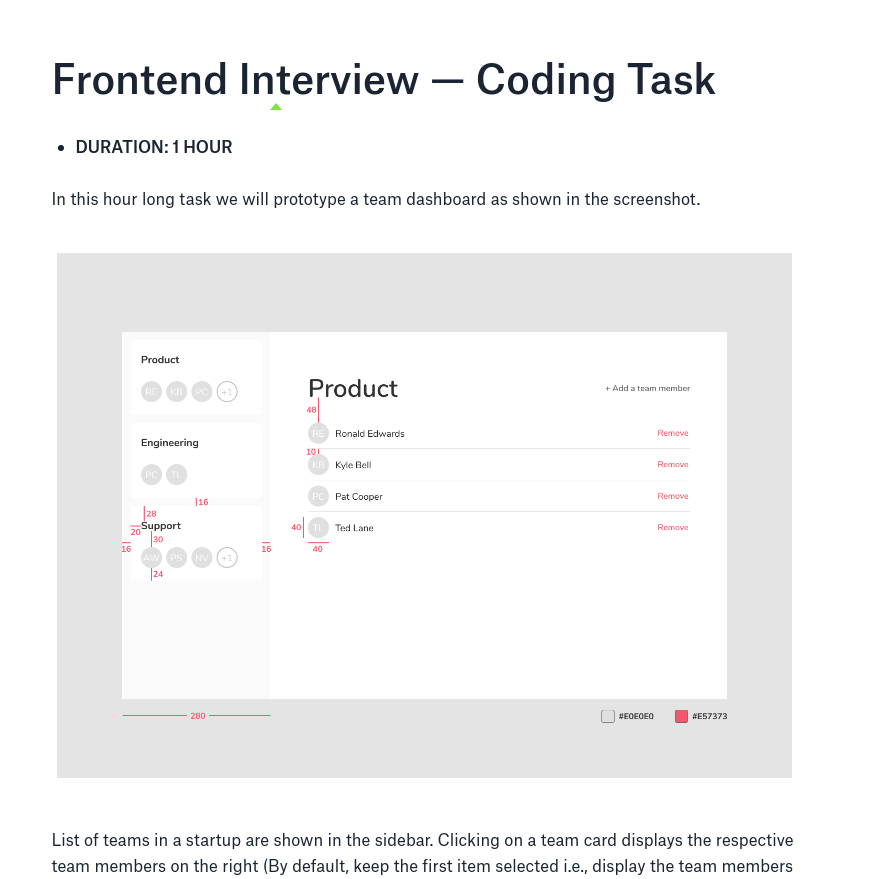 Frontend Interview — Coding Task
• DURATION: 1 HOUR
In this hour long task we will prototype a team dashboard as shown in the screenshot.
Product
RE KB PC +1
Engineering
PC TL
16
28
Support
20
30
16
16
AW PS NV +1
24
280
Product
+ Add a team member
48
RE Ronald Edwards Remove
10
KB Kyle Bell Remove
PC Pat Cooper Remove
40
TL Ted Lane Remove
40
#E0E0E0 #E57373
List of teams in a startup are shown in the sidebar. Clicking on a team card displays the respective
team members on the right (By default, keep the first item selected i.e., display the team members